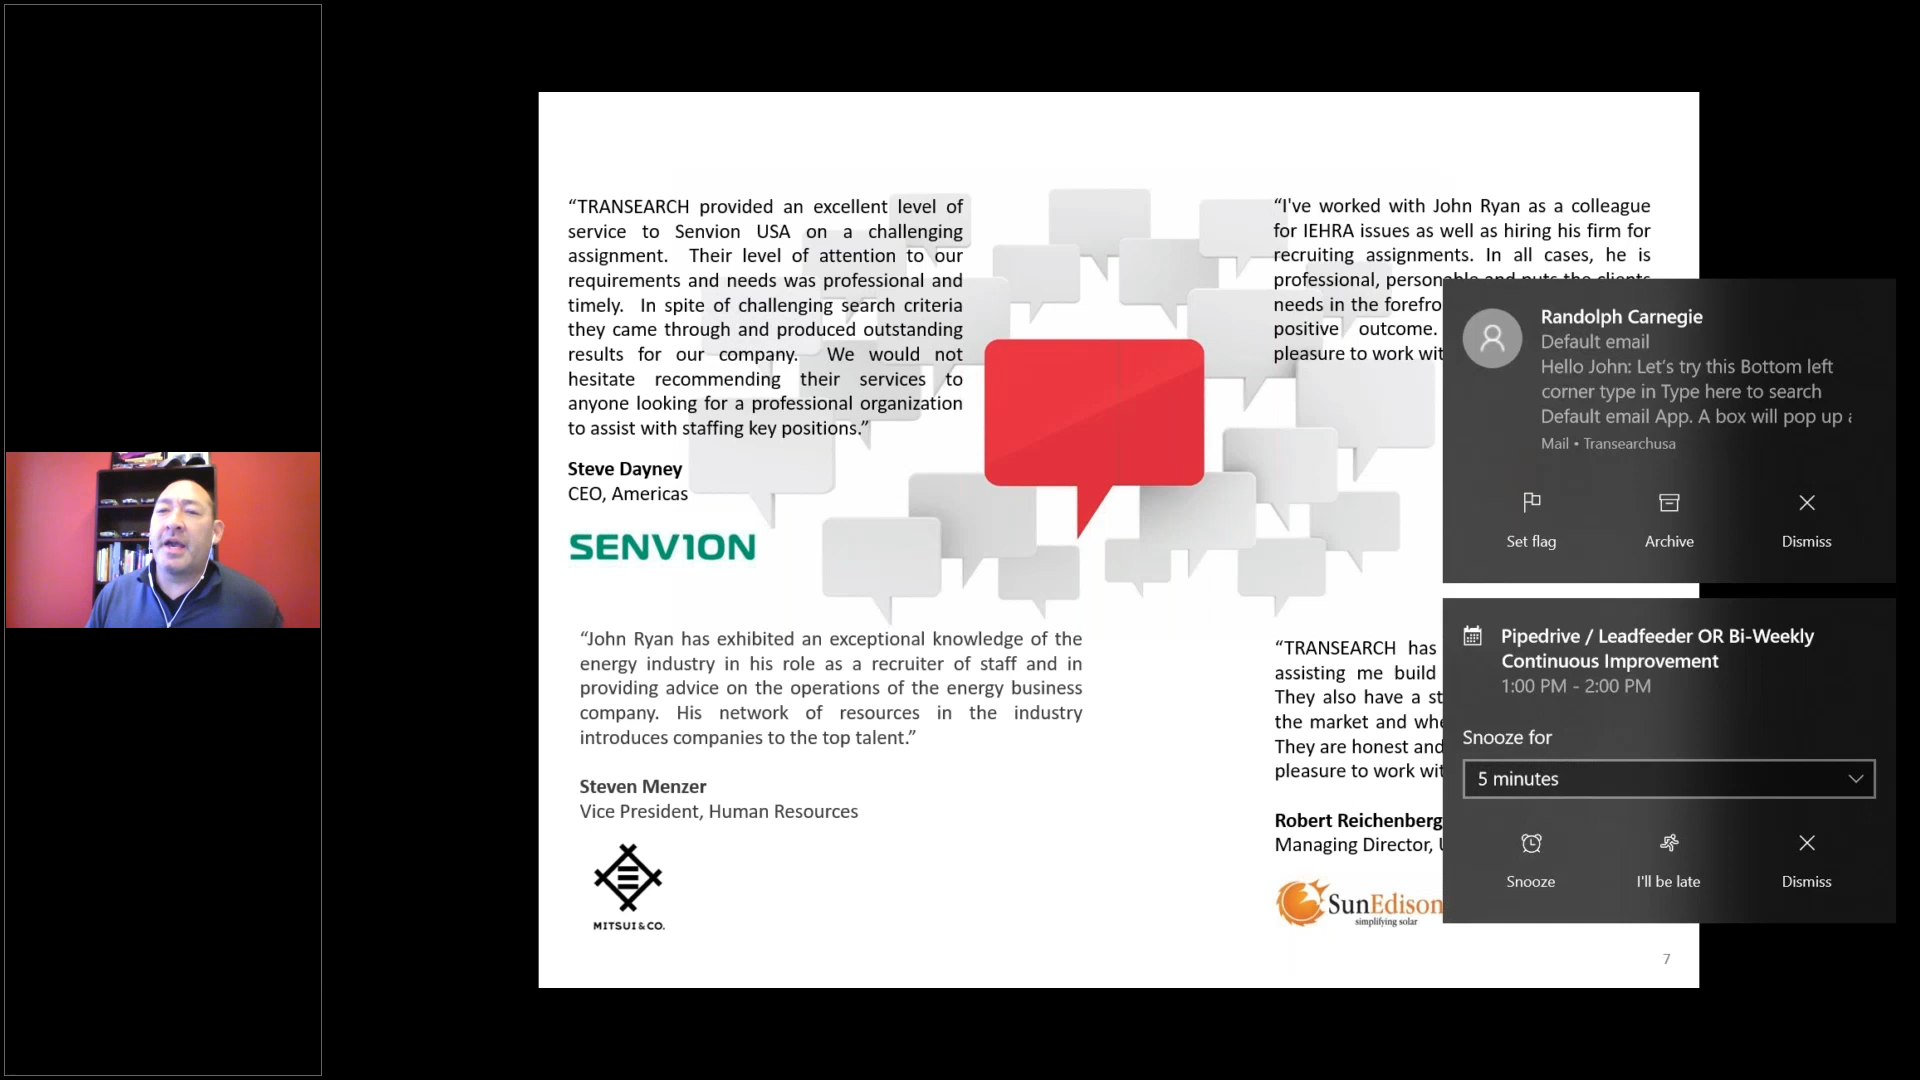 “TRANSEARCH provided an excellent level of
service to Senvion USA on a challenging
assignment. Their level of attention to our
requirements and needs was professional and
timely. In spite of challenging search criteria
they came through and produced outstanding
results for our company. We would not
hesitate recommending their services to
anyone looking for a professional organization
to assist with staffing key positions.”
Steve Dayney
CEO, Americas
SENVION
“John Ryan has exhibited an exceptional knowledge of the
energy industry in his role as a recruiter of staff and in
providing advice on the operations of the energy business
company. His network of resources in the industry
introduces companies to the top talent.”
Steven Menzer
Vice President, Human Resources
MITSUI & CO.
“I've worked with John Ryan as a colleague
for IEHRA issues as well as hiring his firm for
recruiting assignments. In all cases, he is
professional, personable and puts the clients
needs in the forefro
positive outcome.
pleasure to work wit
“TRANSEARCH has
assisting me build
They also have a st
the market and whe
They are honest and
pleasure to work wit
Robert Reichenberg
Managing Director,
SunEdison
simplifying solar
7
Randolph Carnegie
Default email
Hello John: Let's try this Bottom left
corner type in Type here to search
Default email App. A box will pop up
Mail • Transearchusa
Set flag
Archive
Dismiss
Pipedrive / Leadfeeder OR Bi-Weekly
Continuous Improvement
1:00 PM - 2:00 PM
Snooze for
5 minutes
Snooze
I'll be late
Dismiss